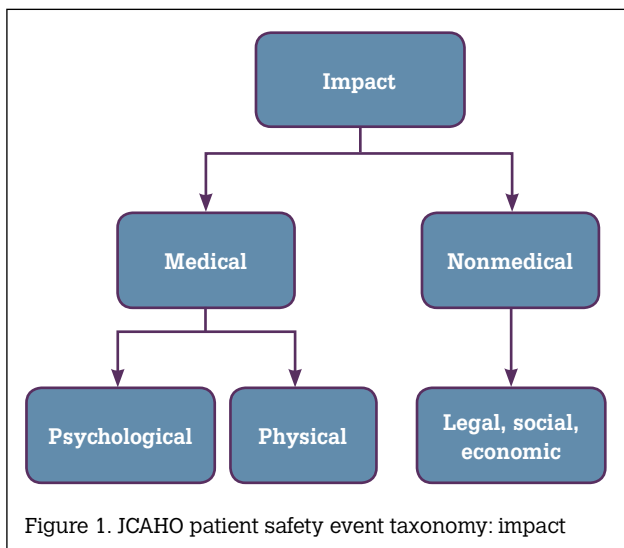 Impact
Medical
Nonmedical
Psychological
Physical
Legal, social,
economic
Figure 1. JCAHO patient safety event taxonomy: impact